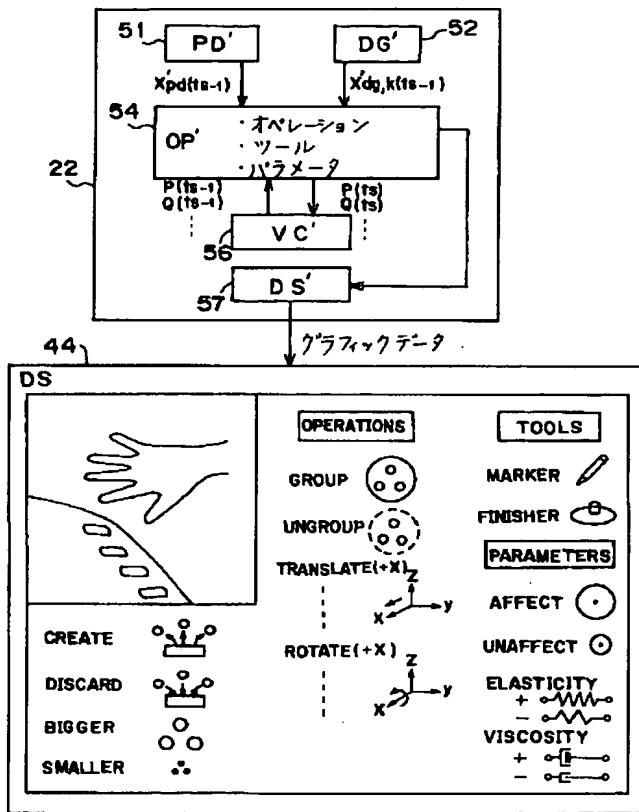 51
PD'
DG'
52
X'pd(ts-1)
X'dg,k(ts-1)
54
OP'
・オペレーション
・ツール
・パラメータ
22
P(ts-1)
Q(ts-1)
P(ts)
Q(ts)
VC'
56
DS'
57
グラフィックデータ
44
DS
OPERATIONS
GROUP
UNGROUP
TRANSLATE(+X)
Z
X
y
ROTATE(+X)
Z
X
y
TOOLS
MARKER
FINISHER
PARAMETERS
AFFECT
UNAFFECT
ELASTICITY
+
-
VISCOSITY
+
-
CREATE
DISCARD
BIGGER
SMALLER